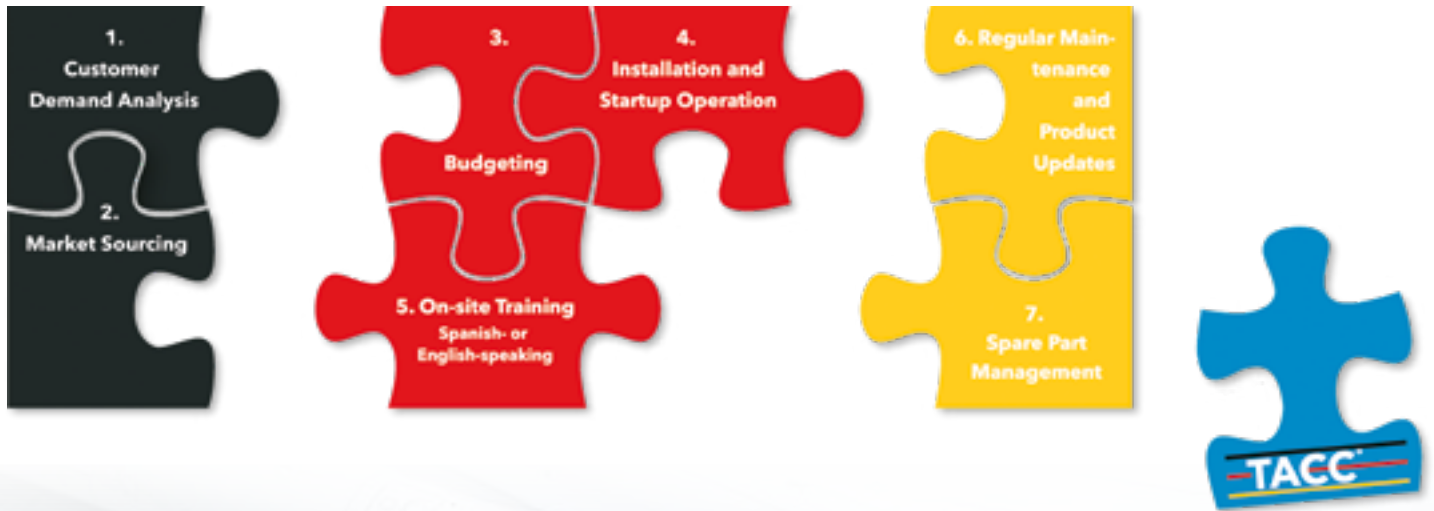 1.
Customer
Demand Analysis
2.
Market Sourcing
3.
Budgeting
4.
Installation and
Startup Operation
5. On-site Training
Spanish- or
English-speaking
6. Regular Main-
tenance
and
Product
Updates
7.
Spare Part
Management
TACC